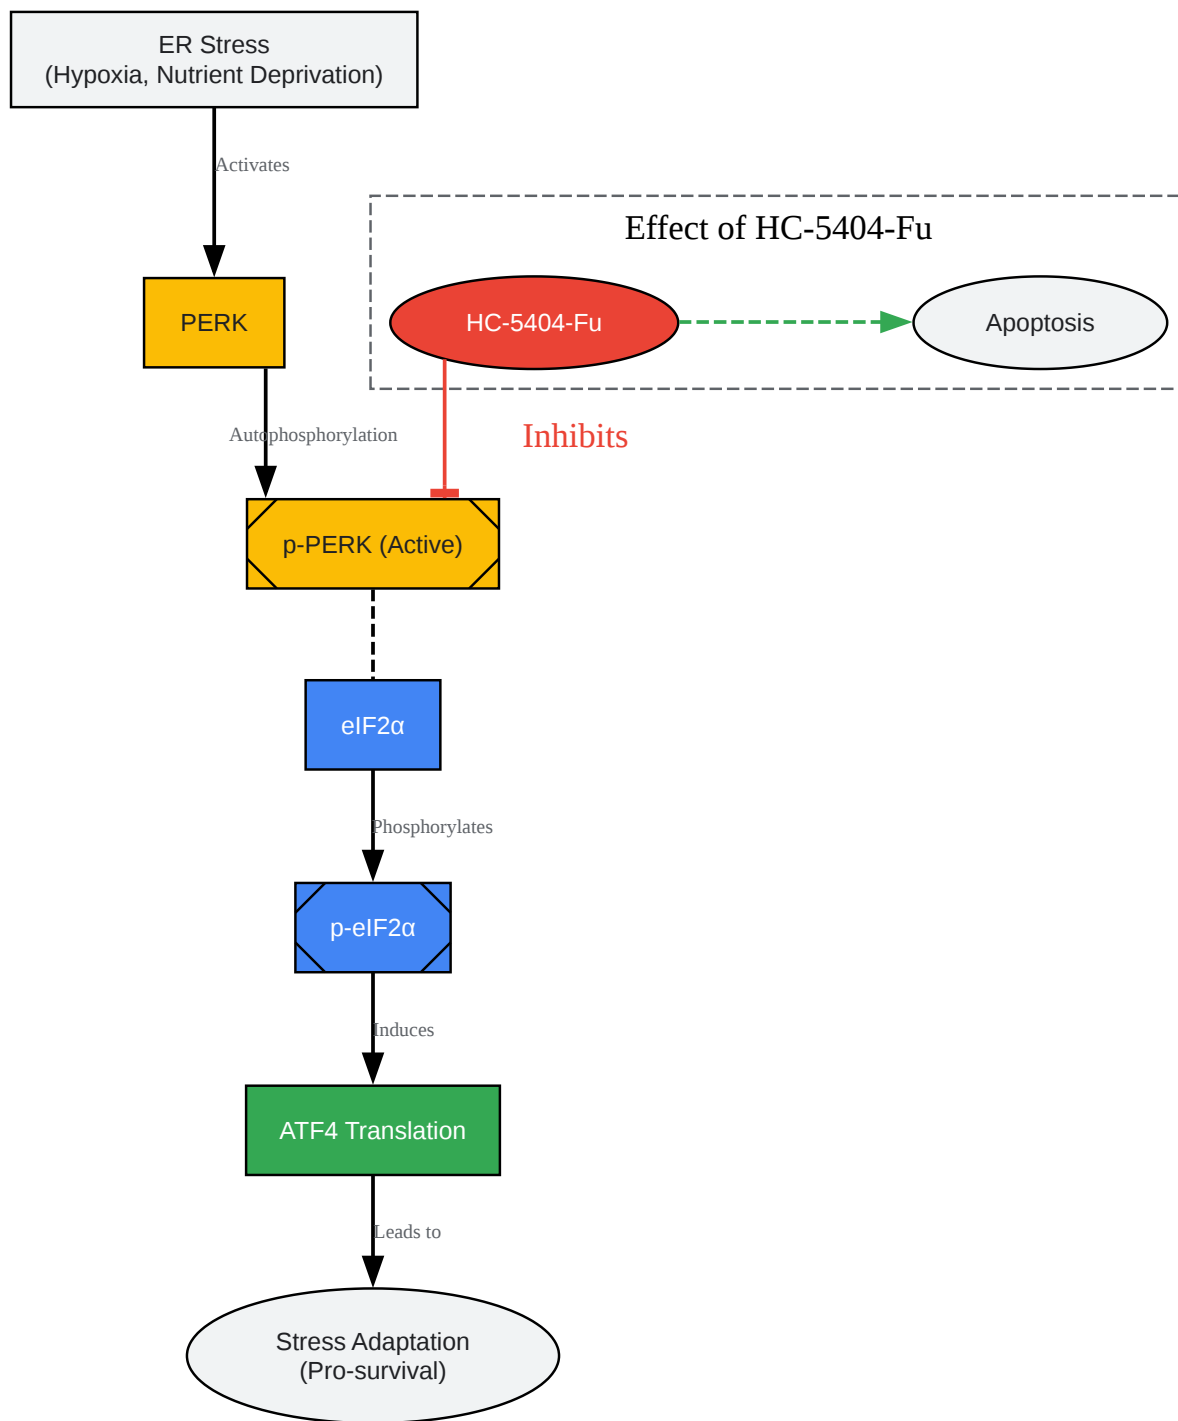 ER Stress
(Hypoxia, Nutrient Deprivation)
Activates
Effect of HC-5404-Fu
PERK
HC-5404-Fu
Apoptosis
Autophosphorylation
Inhibits
p-PERK (Active)
eIF2α
Phosphorylates
p-eIF2α
Induces
ATF4 Translation
Leads to
Stress Adaptation
(Pro-survival)